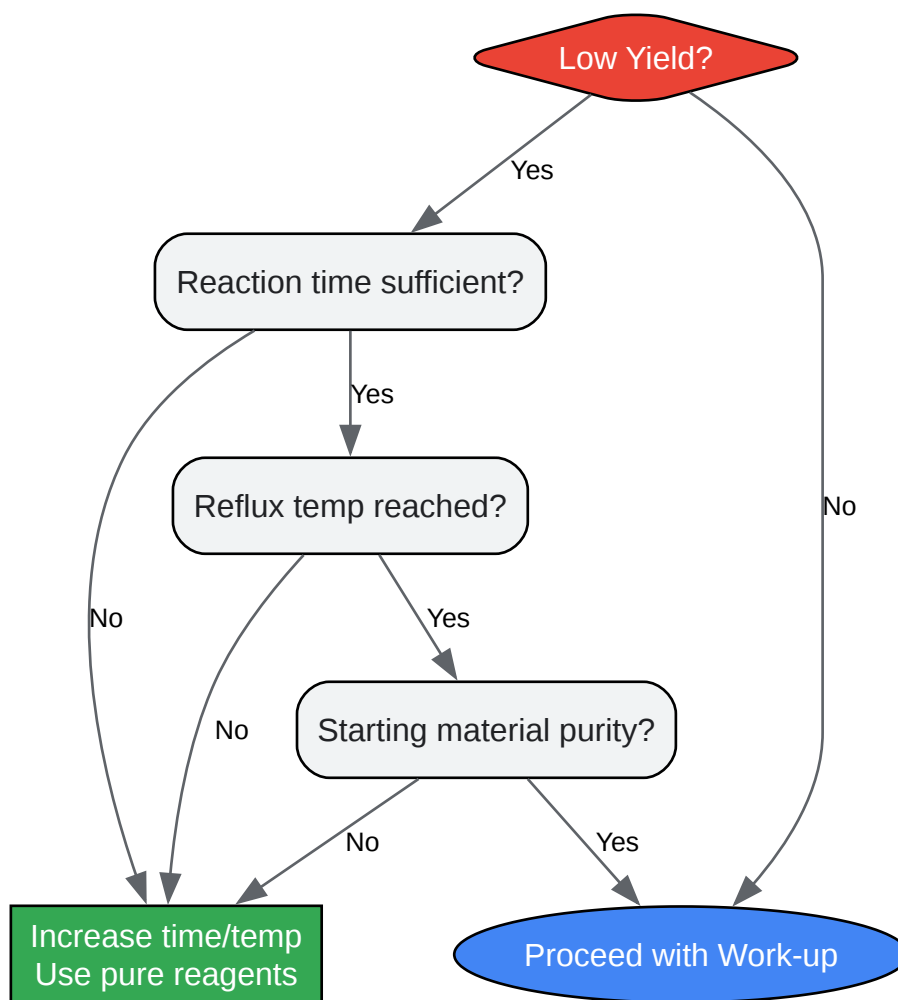 Low Yield?
Yes
Reaction time sufficient?
Yes
Reflux temp reached?
No
No
Yes
No
Starting material purity?
No
Yes
Increase time/temp
Use pure reagents
Proceed with Work-up